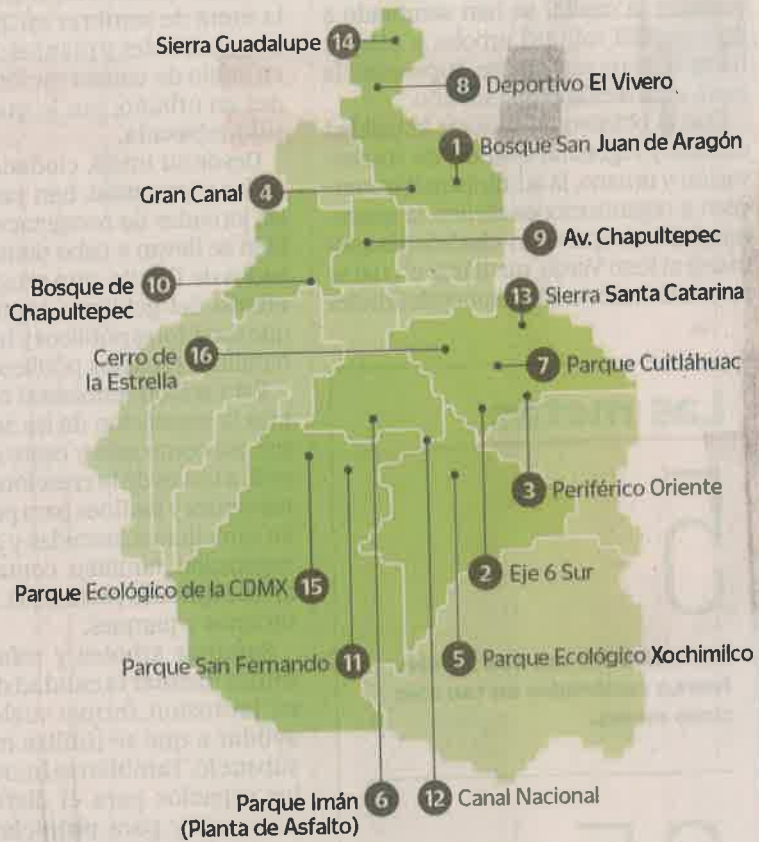 Sierra Guadalupe 14
8 Deportivo El Vivero
1 Bosque San Juan de Aragón
Gran Canal 4
9 Av. Chapultepec
Bosque de
Chapultepec
10
13 Sierra Santa Catarina
Cerro de
la Estrella
16
7 Parque Cuitláhuac
3 Periférico Oriente
2 Eje 6 Sur
Parque Ecológico de la CDMX 15
Parque San Fernando 11
5 Parque Ecológico Xochimilco
Parque Imán
(Planta de Asfalto)
6
12 Canal Nacional